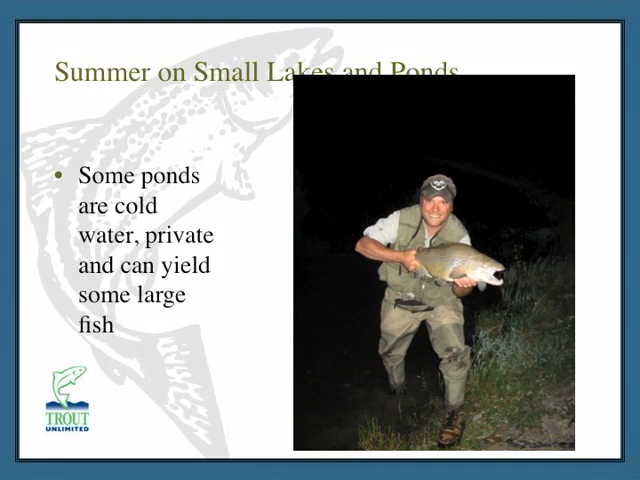 Summer on Small Lakes and Ponds
• Some ponds
are cold
water, private
and can yield
some large
fish
TROUT
UNLIMITED